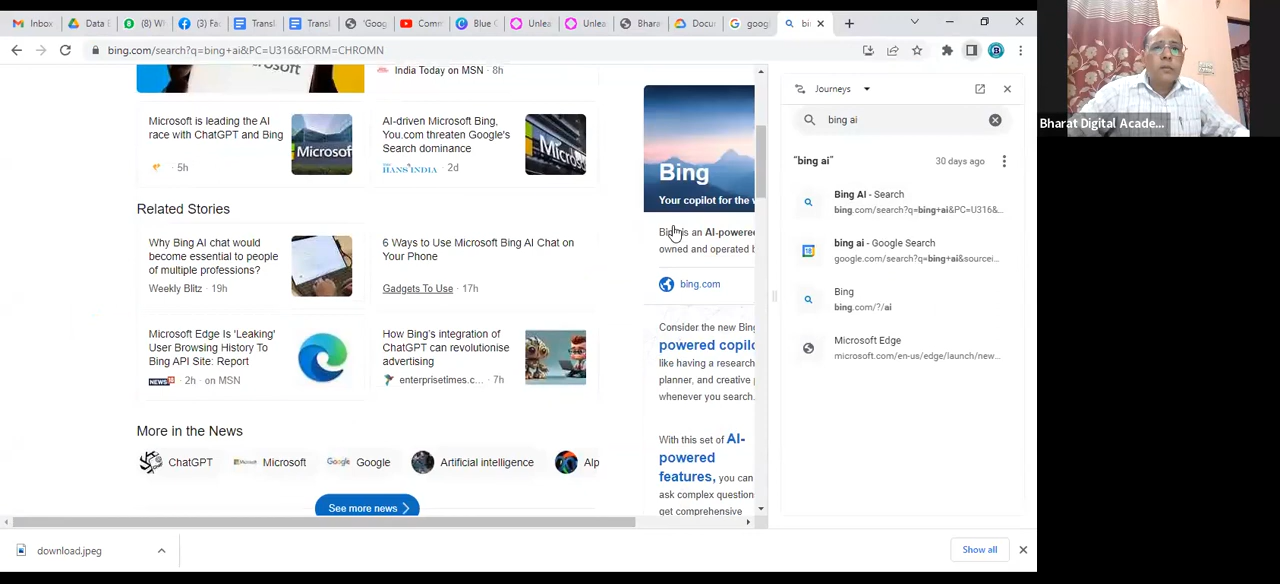 Inbox
Data E
(8) W
(3) Fac
Transl
Transl
'Goog
Comm
Blue C
Unlea
Unlea
Bhara
Docu
googl
bi
bing.com/search?q=bing+ai&PC=U316&FORM=CHROMN
Microsoft
India Today on MSN · 8h
Microsoft is leading the AI
race with ChatGPT and Bing
· 5h
AI-driven Microsoft Bing,
You.com threaten Google's
Search dominance
HANS INDIA · 2d
Microsoft
Related Stories
Why Bing AI chat would
become essential to people
of multiple professions?
Weekly Blitz · 19h
6 Ways to Use Microsoft Bing AI Chat on
Your Phone
Gadgets To Use · 17h
Microsoft Edge Is 'Leaking'
User Browsing History To
Bing API Site: Report
NEWS18 · 2h · on MSN
How Bing's integration of
ChatGPT can revolutionise
advertising
enterprisetimes.c... · 7h
More in the News
ChatGPT
Microsoft
Google
Artificial intelligence
Alp
See more news
Bing
Your copilot for the w
Bing is an AI-powered
owned and operated b
bing.com
Consider the new Bing
powered copilo
like having a research
planner, and creative p
whenever you search.
With this set of AI-
powered
features, you can
ask complex question
get comprehensive
Journeys
bing ai
"bing ai"
30 days ago
Bing AI - Search
bing.com/search?q=bing+ai&PC=U316&...
bing ai - Google Search
google.com/search?q=bing+ai&sourcei...
Bing
bing.com/?/ai
Microsoft Edge
microsoft.com/en-us/edge/launch/new...
download.jpeg
Show all
Bharat Digital Acade...